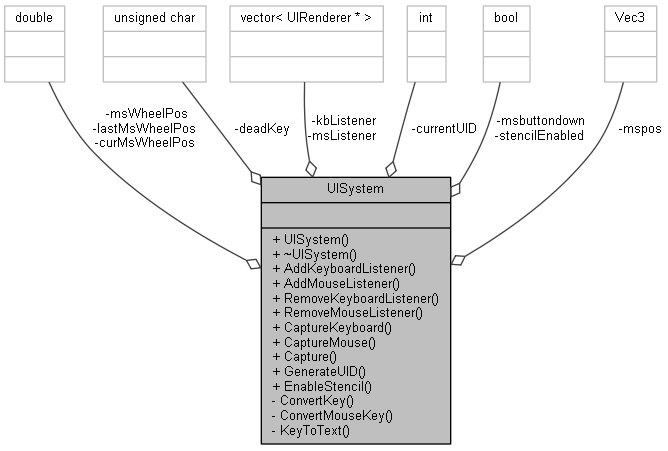 double
unsigned char
vector< UIRenderer * >
int
bool
Vec3
-msWheelPos
-lastMsWheelPos
-curMsWheelPos
-deadKey
-kbListener
-msListener
-currentUID
-msbuttondown
-stencilEnabled
-mspos
UISystem
+ UISystem()
+ ~UISystem()
+ AddKeyboardListener()
+ AddMouseListener()
+ RemoveKeyboardListener()
+ RemoveMouseListener()
+ CaptureKeyboard()
+ CaptureMouse()
+ Capture()
+ GenerateUID()
+ EnableStencil()
- ConvertKey()
- ConvertMouseKey()
- KeyToText()